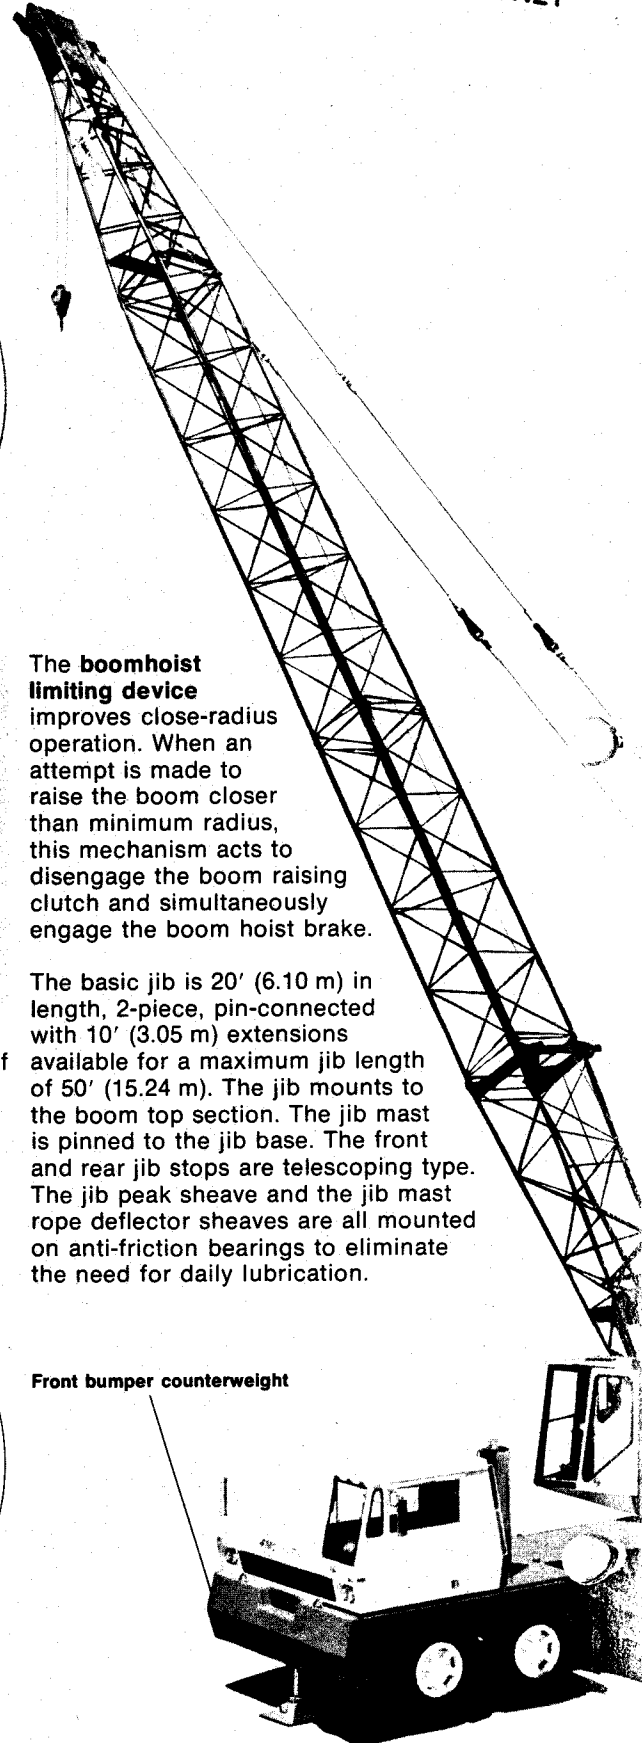 The boomhoist
limiting device
improves close-radius
operation. When an
attempt is made to
raise the boom closer
than minimum radius,
this mechanism acts to
disengage the boom raising
clutch and simultaneously
engage the boom hoist brake.
The basic jib is 20′ (6.10 m) in
length, 2-piece, pin-connected
with 10′ (3.05 m) extensions
available for a maximum jib length
of 50′ (15.24 m). The jib mounts to
the boom top section. The jib mast
is pinned to the jib base. The front
and rear jib stops are telescoping type.
The jib peak sheave and the jib mast
rope deflector sheaves are all mounted
on anti-friction bearings to eliminate
the need for daily lubrication.
Front bumper counterweight